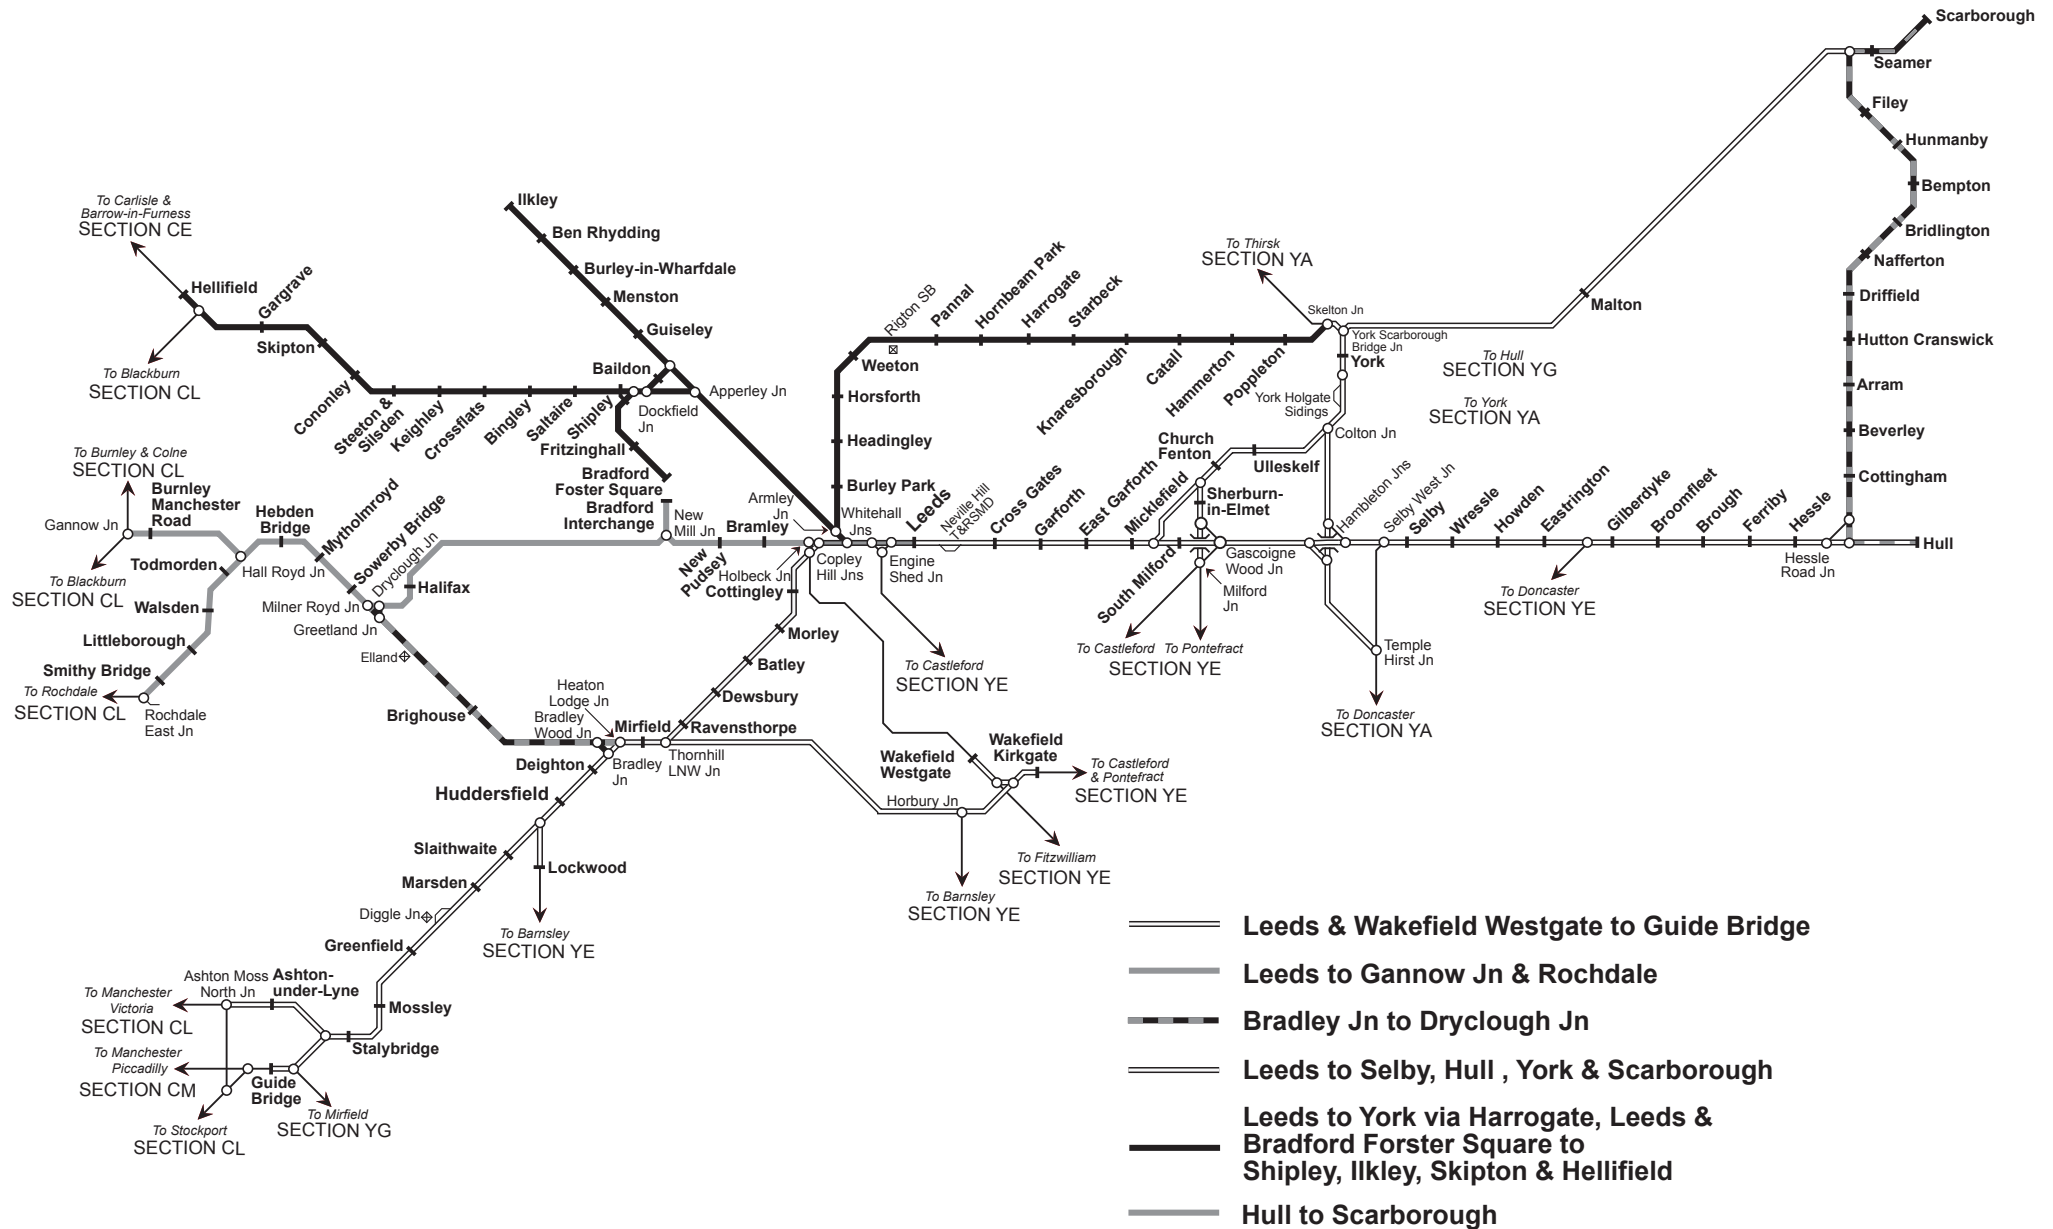 Scarborough
Seamer
Filey
Hunmanby
Bempton
Bridlington
Nafferton
Driffield
Hutton Cranswick
Arram
Beverley
Cottingham
Hull
To Carlisle &
Barrow-in-Furness
SECTION CE
Hellifield
Gargrave
Skipton
To Blackburn
SECTION CL
Cononley
Steeton &
Silsden
Keighley
Crossflats
Bingley
Saltaire
Shipley
Ilkley
Ben Rhydding
Burley-in-Wharfdale
Menston
Guiseley
Baildon
Apperley Jn
Dockfield
Jn
Fritzinghall
Bradford
Foster Square
Bradford
Interchange
New
Mill Jn
Bramley
New
Pudsey
Armley
Jn
Whitehall
Jns
Holbeck Jn
Copley
Hill Jns
Engine
Shed Jn
Leeds
Neville Hill
T&RSMD
Burley Park
Headingley
Horsforth
Weeton
Rigton SB
Pannal
Hornbeam Park
Harrogate
Starbeck
Knaresborough
Catall
Hammerton
Poppleton
To Thirsk
SECTION YA
Skelton Jn
York Scarborough
Bridge Jn
York
York Holgate
Sidings
Colton Jn
Malton
To Hull
SECTION YG
To York
SECTION YA
Church
Fenton
Ulleskelf
Sherburn-
in-Elmet
Cross Gates
Garforth
East Garforth
Micklefield
South Milford
Gascoigne
Wood Jn
Milford
Jn
Hambleton Jns
Selby West Jn
Selby
Wressle
Howden
Eastrington
Gilberdyke
Broomfleet
Brough
Ferriby
Hessle
Hessle
Road Jn
To Doncaster
SECTION YE
Temple
Hirst Jn
To Doncaster
SECTION YA
To Castleford
To Pontefract
SECTION YE
To Castleford
SECTION YE
To Burnley & Colne
SECTION CL
Burnley
Manchester
Road
Gannow Jn
To Blackburn
SECTION CL
Todmorden
Hall Royd Jn
Hebden
Bridge
Mytholmroyd
Sowerby Bridge
Dryclough Jn
Halifax
Milner Royd Jn
Greetland Jn
Walsden
Littleborough
Smithy Bridge
To Rochdale
SECTION CL
Rochdale
East Jn
Elland
Brighouse
Cottingley
Morley
Batley
Dewsbury
Ravensthorpe
Heaton
Lodge Jn
Bradley
Wood Jn
Mirfield
Thornhill
LNW Jn
Bradley
Jn
Deighton
Huddersfield
Wakefield
Westgate
Wakefield
Kirkgate
To Castleford
& Pontefract
SECTION YE
Horbury Jn
To Fitzwilliam
SECTION YE
To Barnsley
SECTION YE
Slaithwaite
Lockwood
Marsden
Diggle Jn
To Barnsley
SECTION YE
Greenfield
Ashton Moss
North Jn
Ashton-
under-Lyne
Mossley
Stalybridge
To Manchester
Victoria
SECTION CL
To Manchester
Piccadilly
SECTION CM
Guide
Bridge
To Mirfield
SECTION YG
To Stockport
SECTION CL
Leeds & Wakefield Westgate to Guide Bridge
Leeds to Gannow Jn & Rochdale
Bradley Jn to Dryclough Jn
Leeds to Selby, Hull , York & Scarborough
Leeds to York via Harrogate, Leeds &
Bradford Forster Square to
Shipley, Ilkley, Skipton & Hellifield
Hull to Scarborough